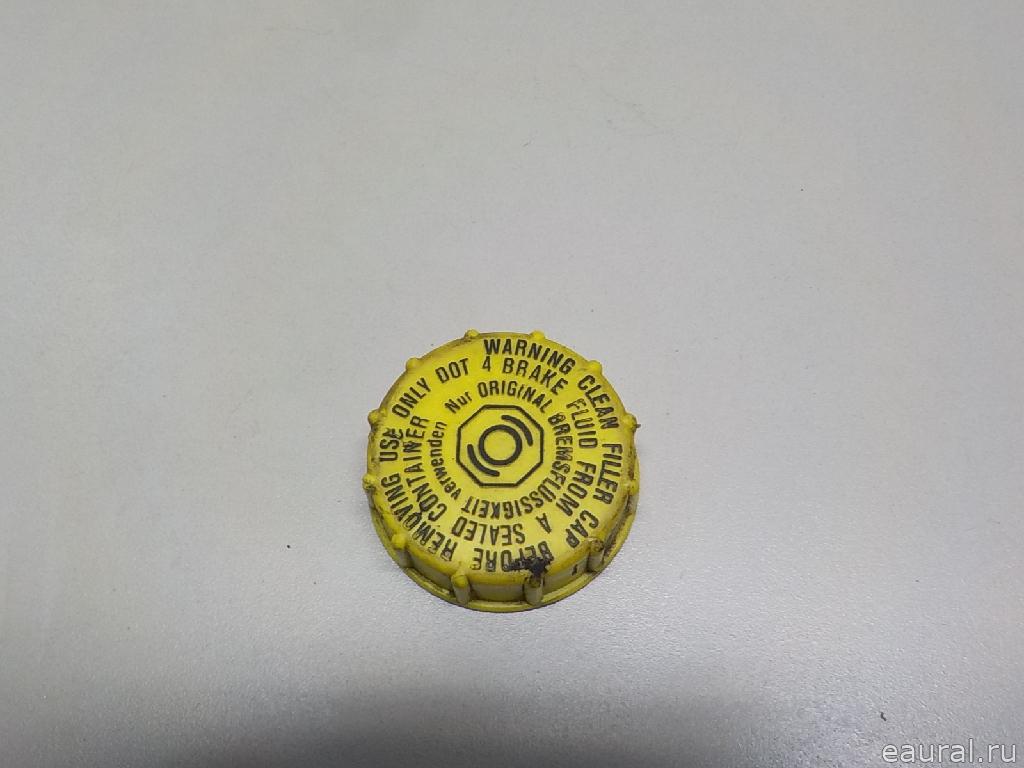 WARNING CLEAN FILLER CAP BEFORE REMOVING
USE ONLY DOT 4 BRAKE FLUID FROM A SEALED CONTAINER
Nur ORIGINAL BREMSFLÜSSIGKEIT verwenden
eaural.ru